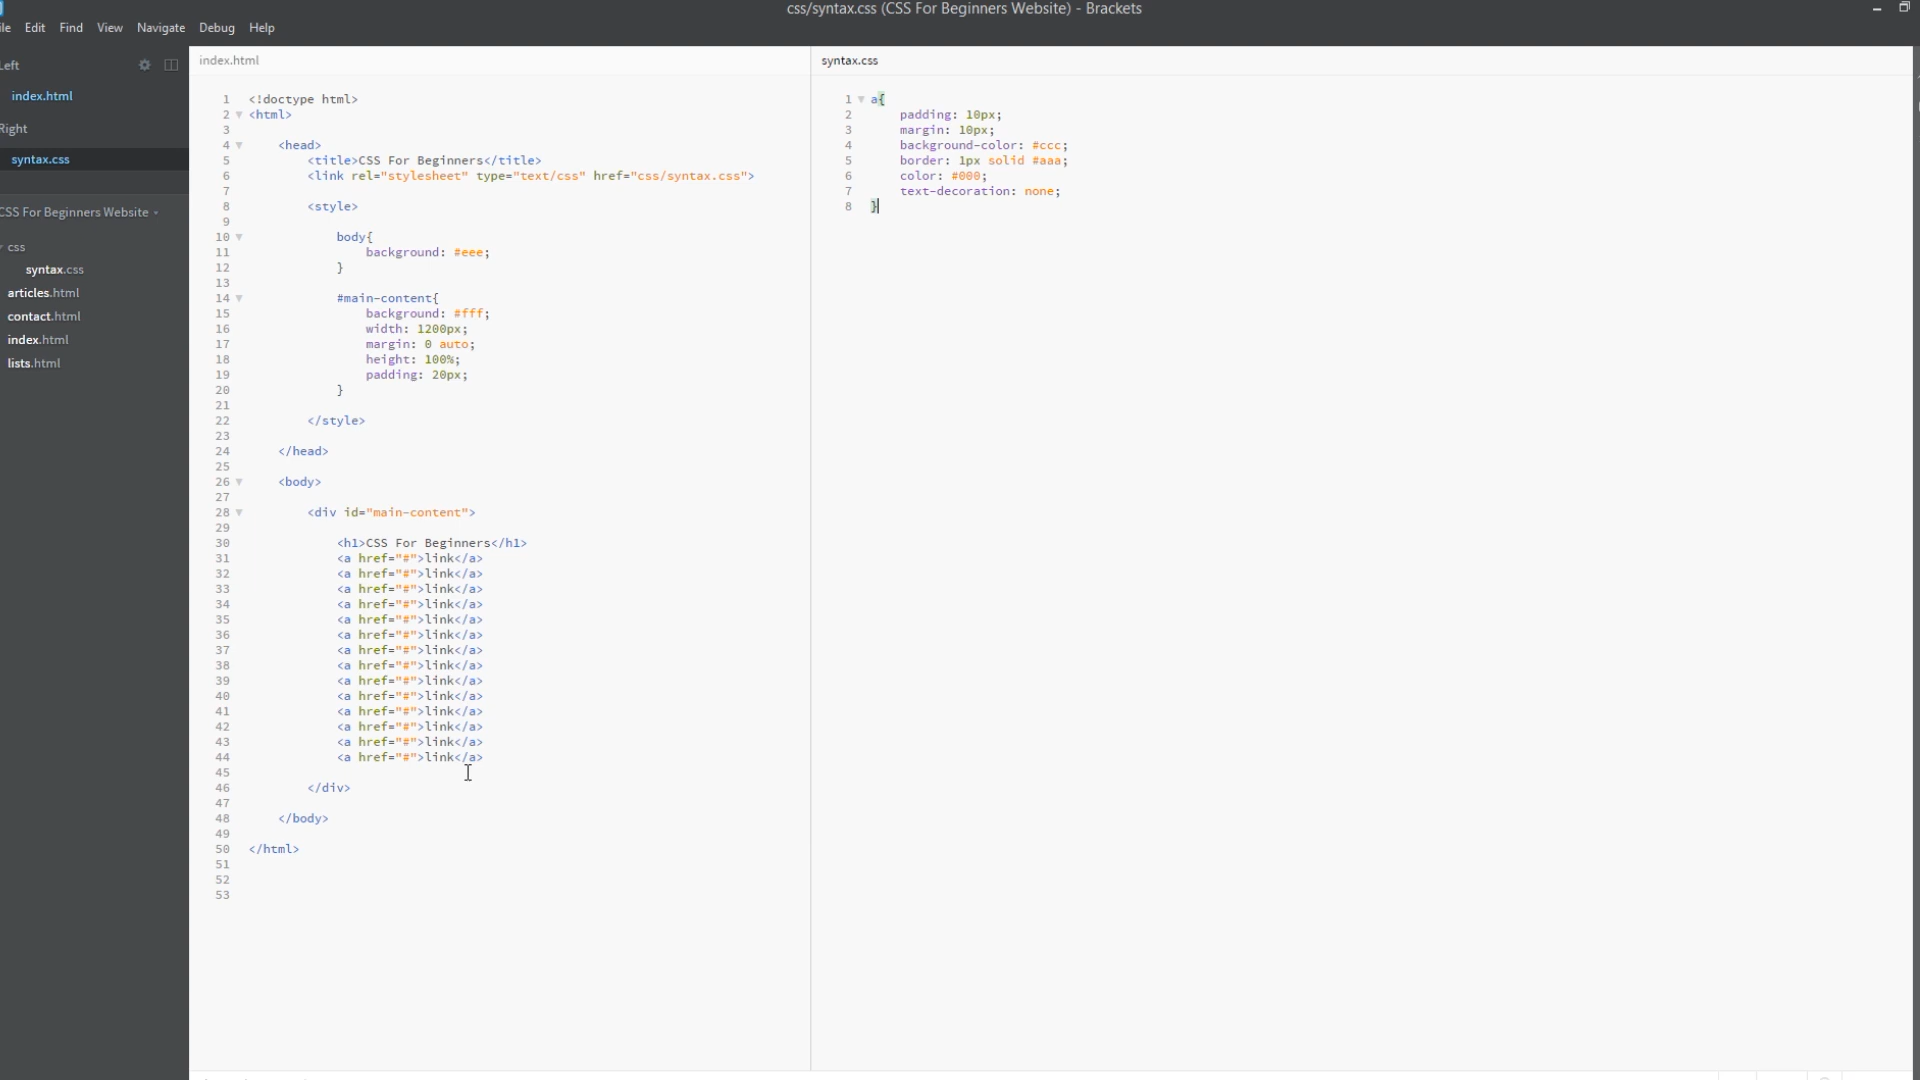 css/syntax.css (CSS For Beginners Website) - Brackets
Edit Find View Navigate Debug Help
index.html
index.html
syntax.css
syntax.css
CSS For Beginners Website
css
syntax.css
articles.html
contact.html
index.html
lists.html
index.html
1 <!doctype html>
2 <html>
3
4 <head>
5 <title>CSS For Beginners</title>
6 <link rel="stylesheet" type="text/css" href="css/syntax.css">
7
8 <style>
9
10 body{
11 background: #eee;
12 }
13
14 #main-content{
15 background: #fff;
16 width: 1200px;
17 margin: 0 auto;
18 height: 100%;
19 padding: 20px;
20 }
21
22 </style>
23
24 </head>
25
26 <body>
27
28 <div id="main-content">
29
30 <h1>CSS For Beginners</h1>
31 <a href="#">link</a>
32 <a href="#">link</a>
33 <a href="#">link</a>
34 <a href="#">link</a>
35 <a href="#">link</a>
36 <a href="#">link</a>
37 <a href="#">link</a>
38 <a href="#">link</a>
39 <a href="#">link</a>
40 <a href="#">link</a>
41 <a href="#">link</a>
42 <a href="#">link</a>
43 <a href="#">link</a>
44 <a href="#">link</a>
45
46 </div>
47
48 </body>
49
50 </html>
51
52
53
syntax.css
1 a{
2 padding: 10px;
3 margin: 10px;
4 background-color: #ccc;
5 border: 1px solid #aaa;
6 color: #000;
7 text-decoration: none;
8 }